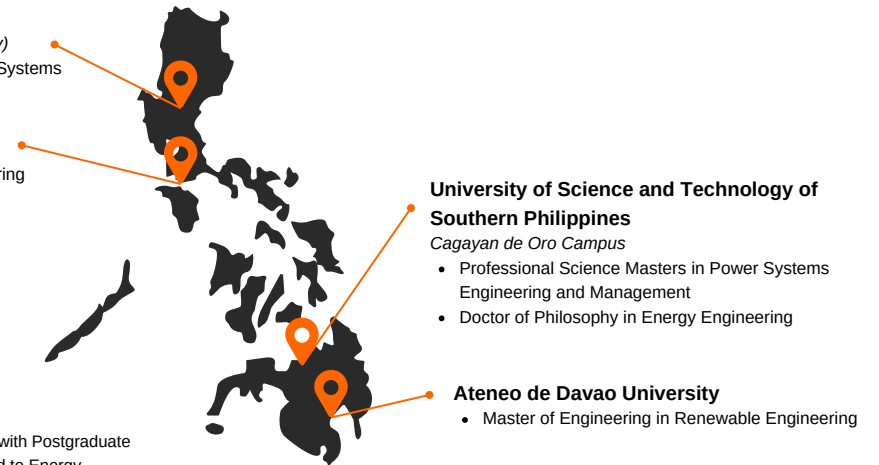 y)
Systems
ring
University of Science and Technology of
Southern Philippines
Cagayan de Oro Campus
• Professional Science Masters in Power Systems
Engineering and Management
• Doctor of Philosophy in Energy Engineering
Ateneo de Davao University
• Master of Engineering in Renewable Engineering
with Postgraduate
d to Energy